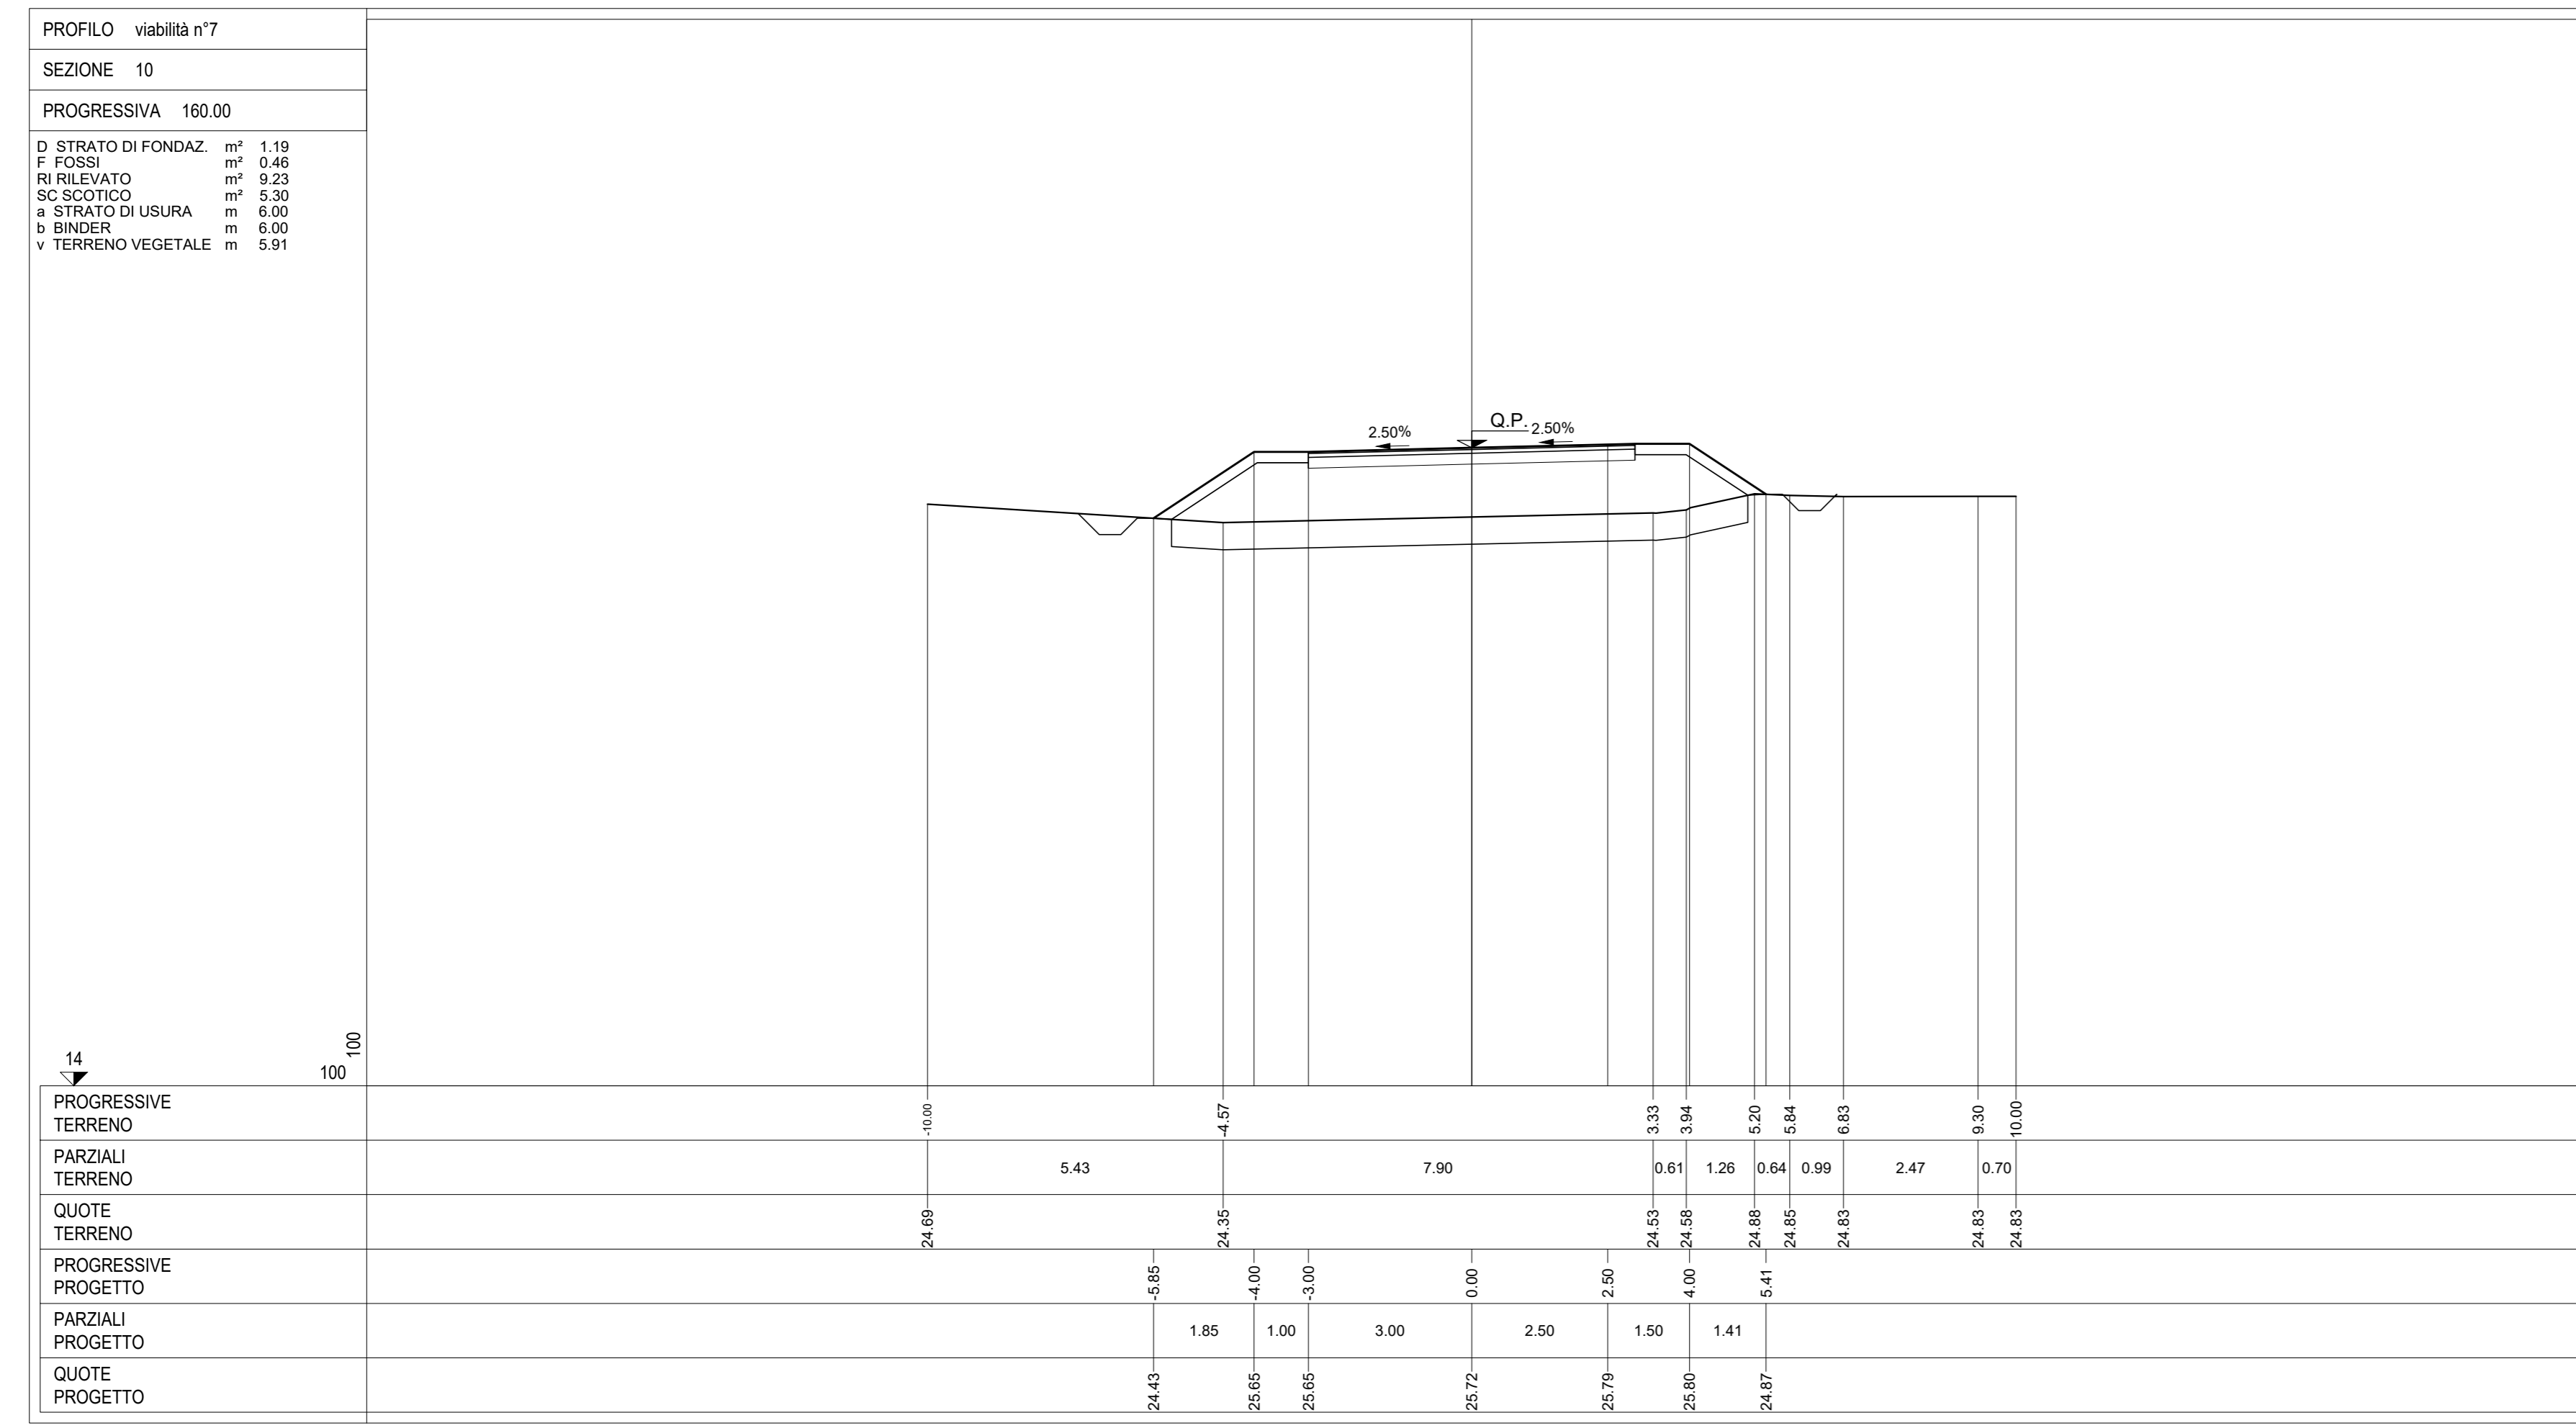 PROFILO viabilità n°7
SEZIONE 10
PROGRESSIVA 160.00
D STRATO DI FONDAZ. m² 1.19
F FOSSI m² 0.46
RI RILEVATO m² 9.23
SC SCOTICO m² 5.30
a STRATO DI USURA m 6.00
b BINDER m 6.00
v TERRENO VEGETALE m 5.91
Q.P.
2.50% 2.50%
14
100
100
PROGRESSIVE
TERRENO
-10.00 -4.57 3.33 3.94 5.20 5.84 6.83 9.30 10.00
PARZIALI
TERRENO
5.43 7.90 0.61 1.26 0.64 0.99 2.47 0.70
QUOTE
TERRENO
24.69 24.35 24.53 24.58 24.88 24.85 24.83 24.83 24.83
PROGRESSIVE
PROGETTO
-5.85 -4.00 -3.00 0.00 2.50 4.00 5.41
PARZIALI
PROGETTO
1.85 1.00 3.00 2.50 1.50 1.41
QUOTE
PROGETTO
24.43 25.65 25.65 25.72 25.79 25.80 24.87